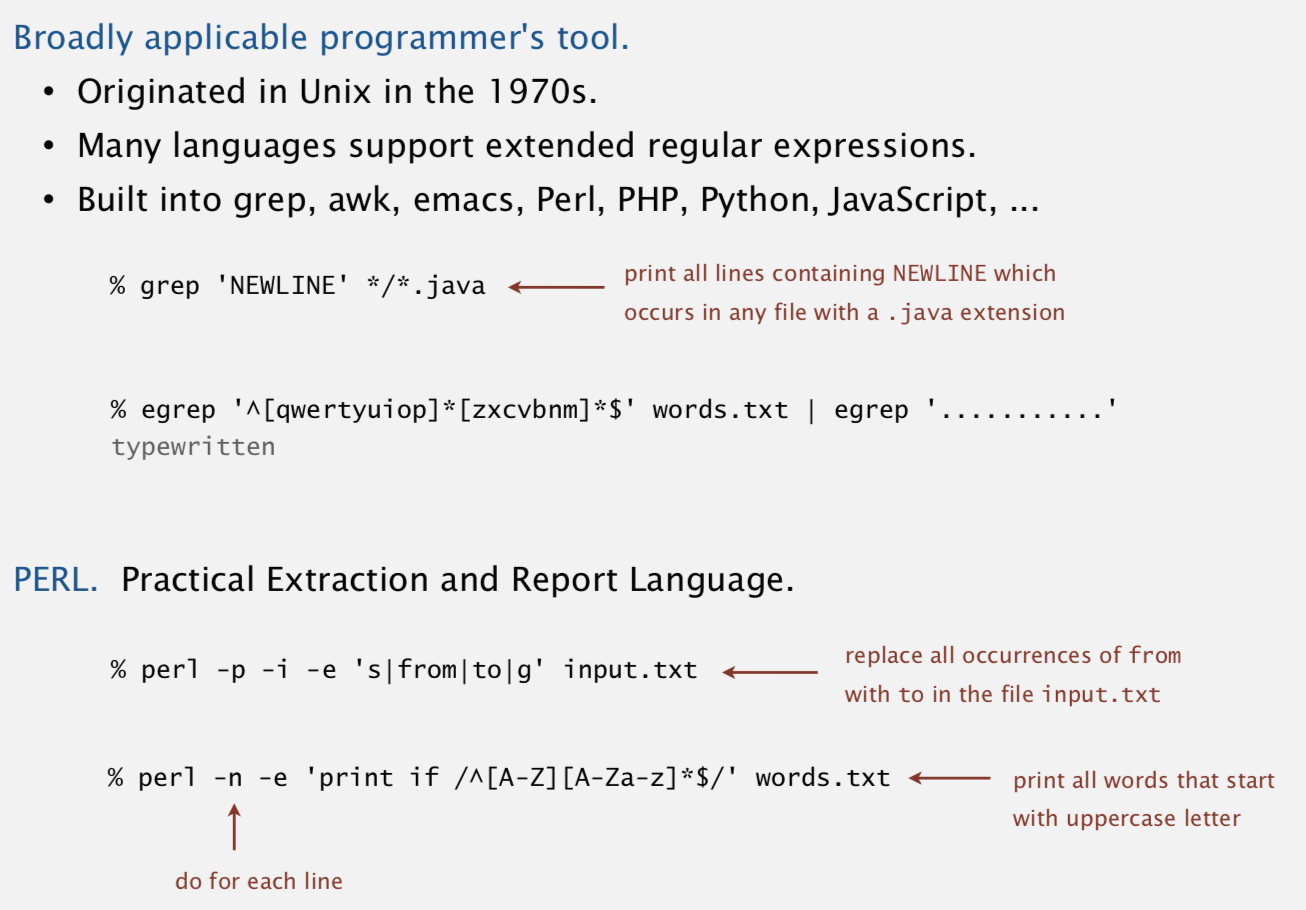 Broadly applicable programmer's tool.
• Originated in Unix in the 1970s.
• Many languages support extended regular expressions.
• Built into grep, awk, emacs, Perl, PHP, Python, JavaScript, ...
% grep 'NEWLINE' */*.java
print all lines containing NEWLINE which
occurs in any file with a .java extension
% egrep '^[qwertyuiop]*[zxcvbnm]*$' words.txt | egrep '...........'
typewritten
PERL. Practical Extraction and Report Language.
% perl -p -i -e 's|from|to|g' input.txt
replace all occurrences of from
with to in the file input.txt
% perl -n -e 'print if /^[A-Z][A-Za-z]*$/' words.txt
print all words that start
with uppercase letter
do for each line